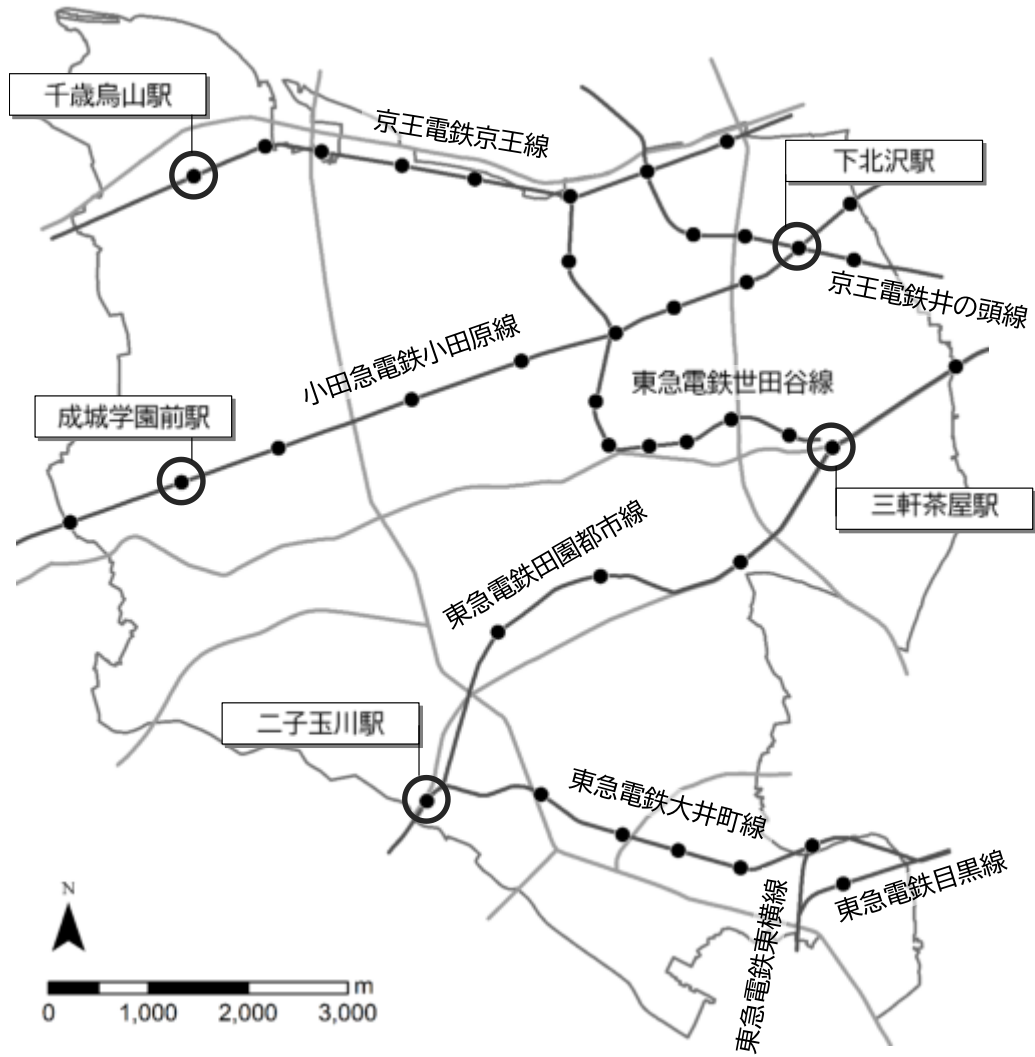 千歳烏山駅
京王電鉄京王線
下北沢駅
京王電鉄井の頭線
小田急電鉄小田原線
東急電鉄世田谷線
成城学園前駅
三軒茶屋駅
東急電鉄田園都市線
二子玉川駅
東急電鉄大井町線
東急電鉄目黒線
東急電鉄東横線
N
m
0 1,000 2,000 3,000